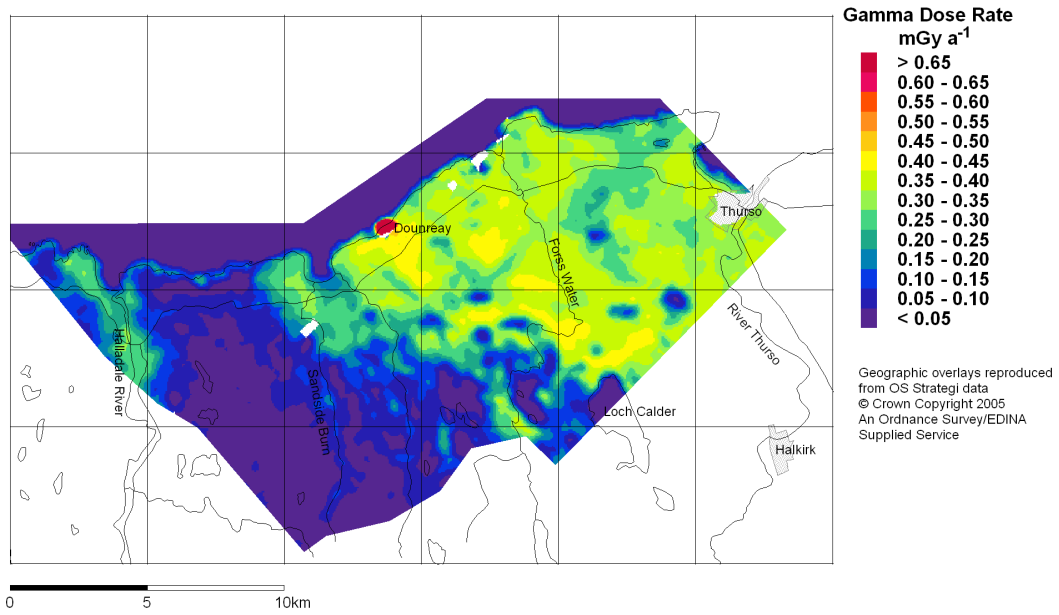 Gamma Dose Rate
mGy a⁻¹
> 0.65
0.60 - 0.65
0.55 - 0.60
0.50 - 0.55
0.45 - 0.50
0.40 - 0.45
0.35 - 0.40
0.30 - 0.35
0.25 - 0.30
0.20 - 0.25
0.15 - 0.20
0.10 - 0.15
0.05 - 0.10
< 0.05
Thurso
Dounreay
Forss Water
River Thurso
Halladale River
Sandside Burn
Loch Calder
Halkirk
Geographic overlays reproduced
from OS Strategi data
© Crown Copyright 2005
An Ordnance Survey/EDINA
Supplied Service
0
5
10km